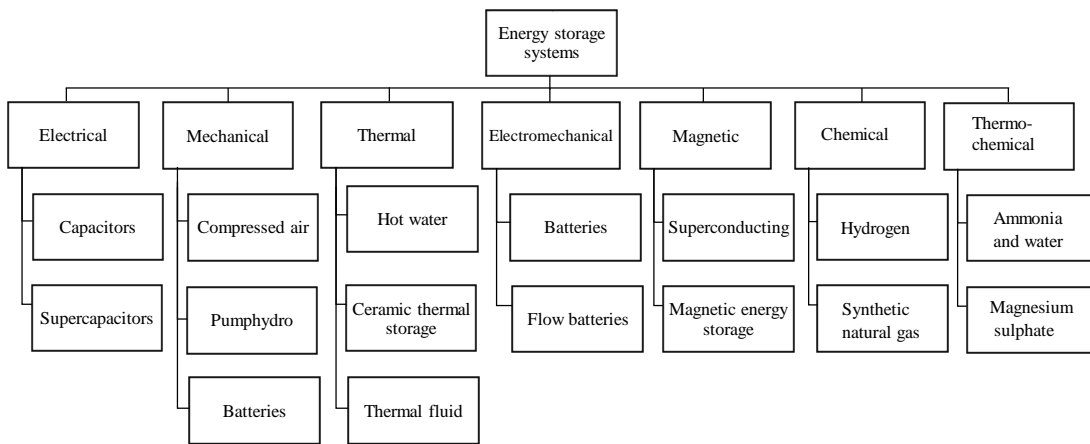 Energy storage
systems
Electrical
Mechanical
Thermal
Electromechanical
Magnetic
Chemical
Thermo-
chemical
Capacitors
Compressed air
Hot water
Batteries
Superconducting
Hydrogen
Ammonia
and water
Supercapacitors
Pumphydro
Ceramic thermal
storage
Flow batteries
Magnetic energy
storage
Synthetic
natural gas
Magnesium
sulphate
Batteries
Thermal fluid